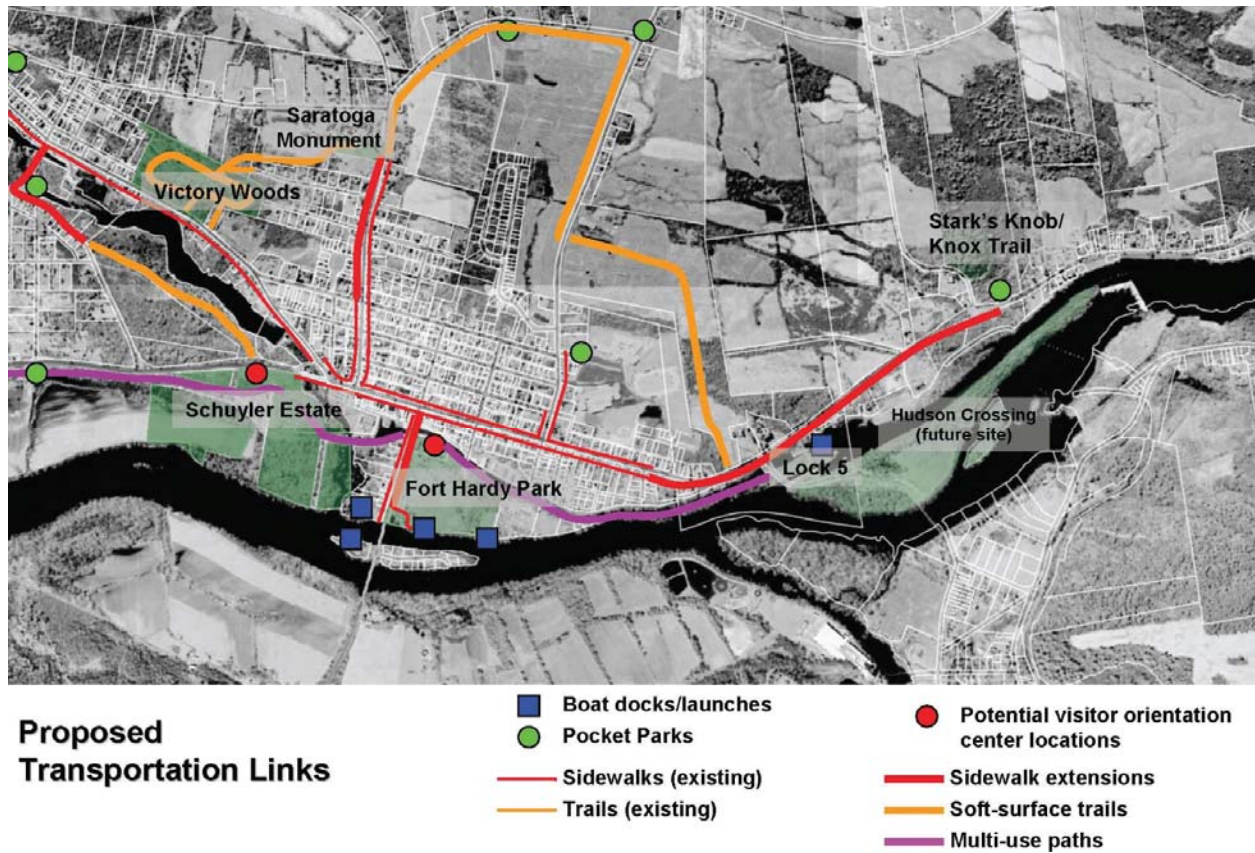 Saratoga
Monument
Victory Woods
Stark's Knob/
Knox Trail
Schuyler Estate
Hudson Crossing
(future site)
Lock 5
Fort Hardy Park
Proposed
Transportation Links
Boat docks/launches
Pocket Parks
Sidewalks (existing)
Trails (existing)
Potential visitor orientation
center locations
Sidewalk extensions
Soft-surface trails
Multi-use paths